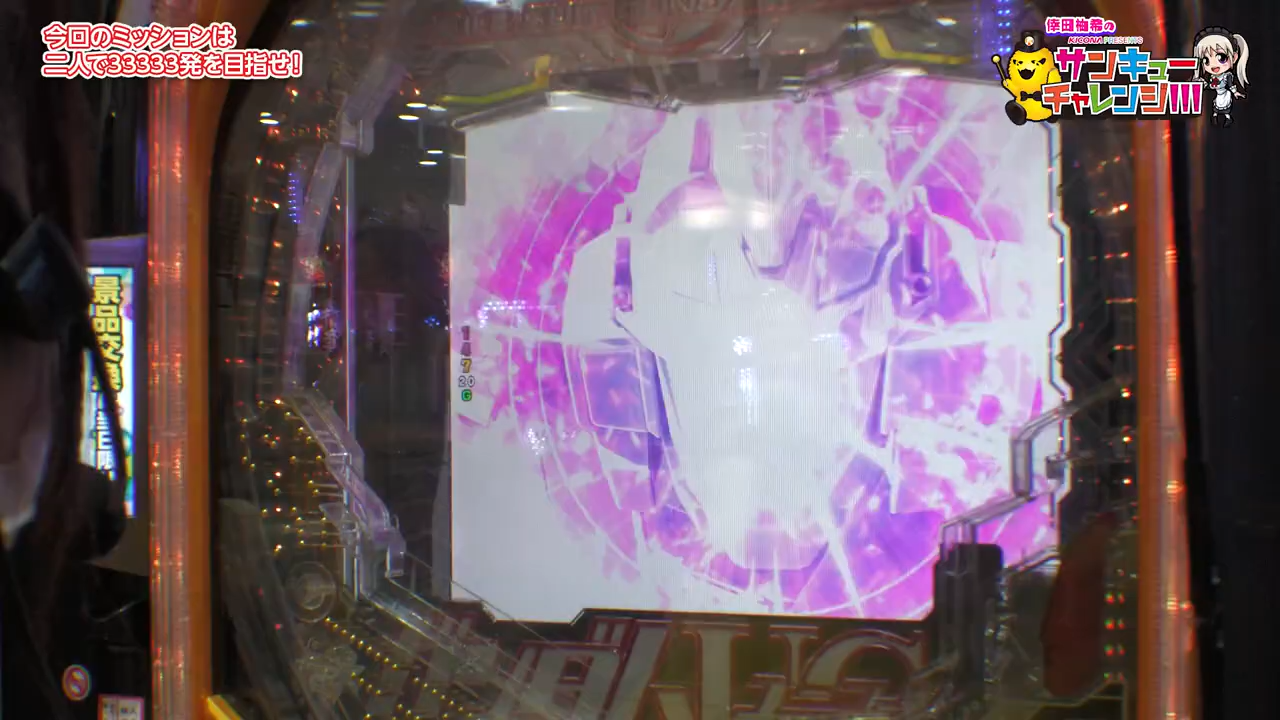 今回のミッションは
二人で33333発を目指せ!
倖田柚希の
KICONA PRESENTS
サンキュー
チャレンジ!!!
景品交換
1
4
7
20
G